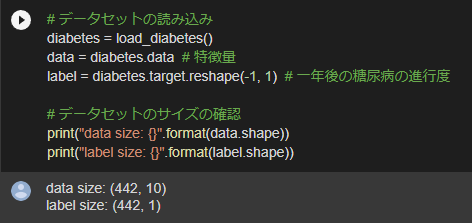 # データセットの読み込み
diabetes = load_diabetes()
data = diabetes.data  # 特徴量
label = diabetes.target.reshape(-1, 1)  # 一年後の糖尿病の進行度
# データセットのサイズの確認
print("data size: {}".format(data.shape))
print("label size: {}".format(label.shape))
data size: (442, 10)
label size: (442, 1)